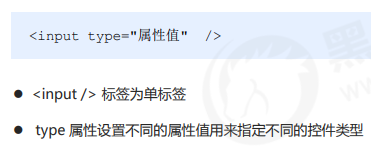 <input type="属性值" />
● <input /> 标签为单标签
● type 属性设置不同的属性值用来指定不同的控件类型
黑